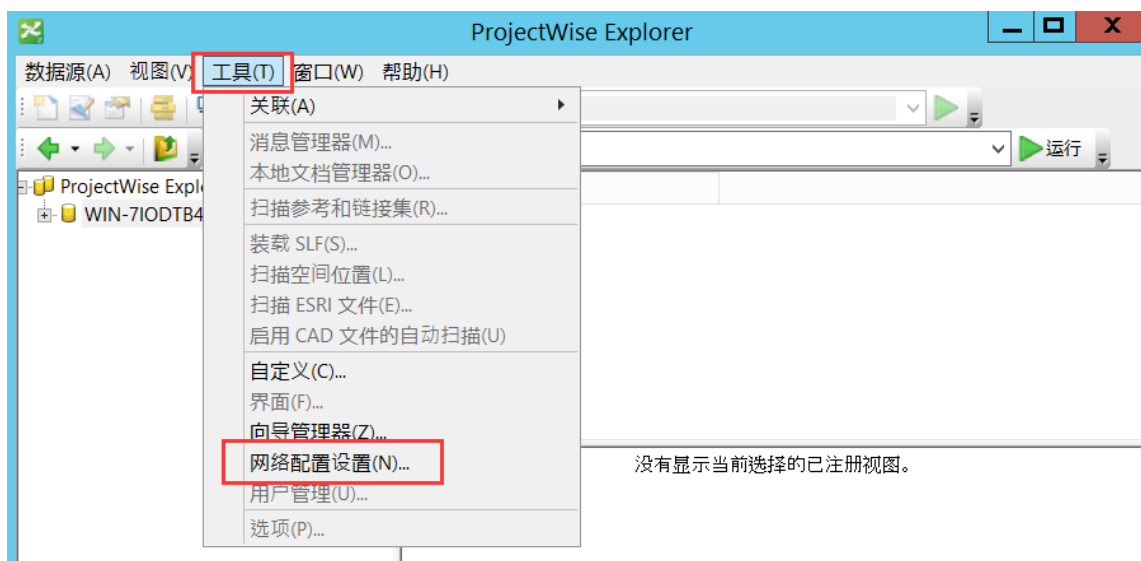 ProjectWise Explorer
数据源(A) 视图(V) 工具(T) 窗口(W) 帮助(H)
关联(A)
消息管理器(M)...
本地文档管理器(O)...
运行
ProjectWise Expl
扫描参考和链接集(R)...
WIN-7IODTB4
装载 SLF(S)...
扫描空间位置(L)...
扫描 ESRI 文件(E)...
启用 CAD 文件的自动扫描(U)
自定义(C)...
界面(F)...
向导管理器(Z)...
网络配置设置(N)...
没有显示当前选择的已注册视图。
用户管理(U)...
选项(P)...